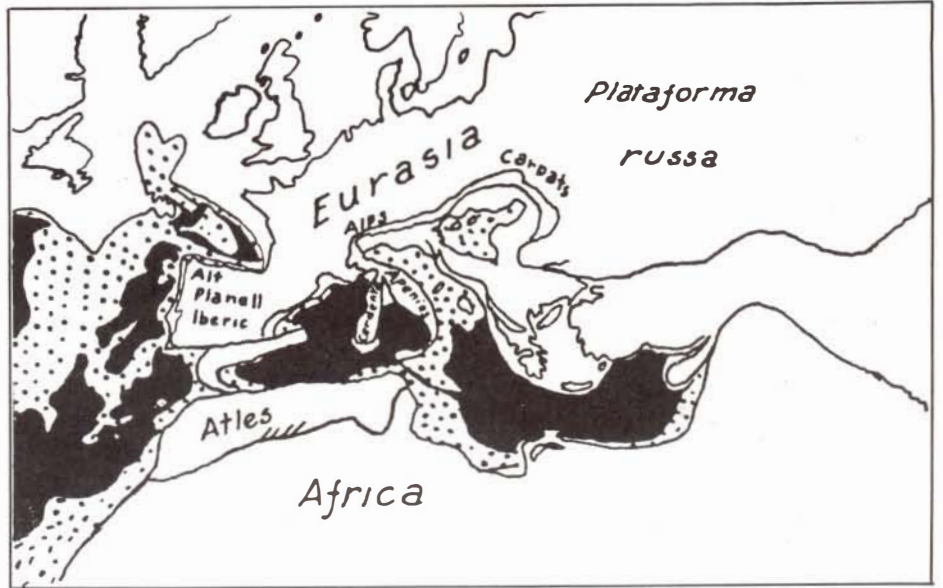 Plataforma
russa
Eurasia
Carpats
Alps
Alt
Planell
Iberic
Atles
Africa